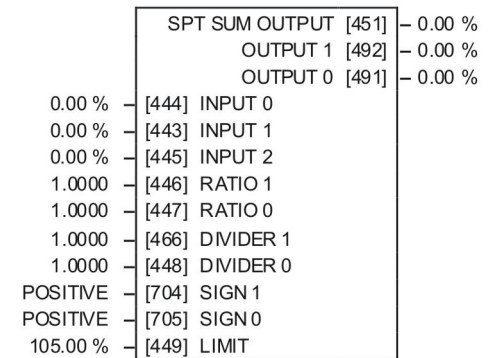 SPT SUM OUTPUT [451] – 0.00 %
OUTPUT 1 [492] – 0.00 %
OUTPUT 0 [491] – 0.00 %
0.00 % – [444] INPUT 0
0.00 % – [443] INPUT 1
0.00 % – [445] INPUT 2
1.0000 – [446] RATIO 1
1.0000 – [447] RATIO 0
1.0000 – [466] DIVIDER 1
1.0000 – [448] DIVIDER 0
POSITIVE – [704] SIGN 1
POSITIVE – [705] SIGN 0
105.00 % – [449] LIMIT